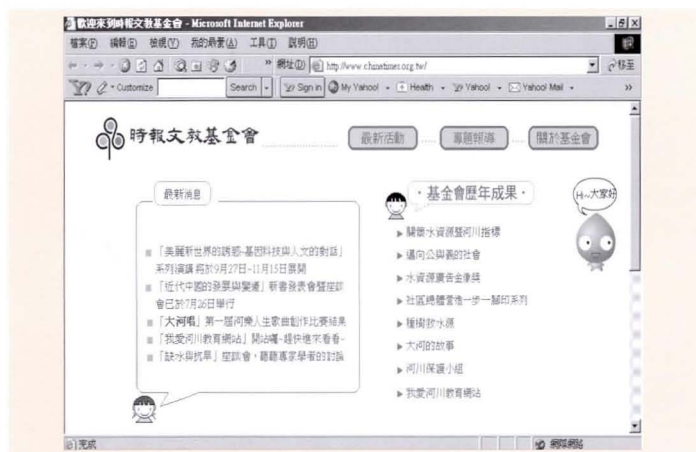 歡迎來到時報文教基金會 - Microsoft Internet Explorer
檔案(F) 編輯(E) 檢視(V) 我的最愛(A) 工具(T) 說明(H)
網址(D) http://www.chinatimes.org.tw/ 移至
Customize Search Sign in My Yahoo! Health Yahoo! Yahoo! Mail
時報文教基金會 最新活動 專題報導 關於基金會
最新消息
「美麗新世界的誘惑~基因科技與人文的對話」
系列演講 將於9月27日~11月15日展開
「近代中國的發展與變遷」新書發表會暨座談
會已於7月26日舉行
「大河唱」第一屆河樂人生歌曲創作比賽結果
「我愛河川教育網站」開站囉~趕快進來看看~
「缺水與抗旱」座談會,聽聽專家學者的討論
‧基金會歷年成果‧
關懷水資源暨河川指標
邁向公與義的社會
水資源廣告金像獎
社區總體營造一步一腳印系列
種樹救水源
大河的故事
河川保護小組
我愛河川教育網站
Hi~大家好
完成 網際網路